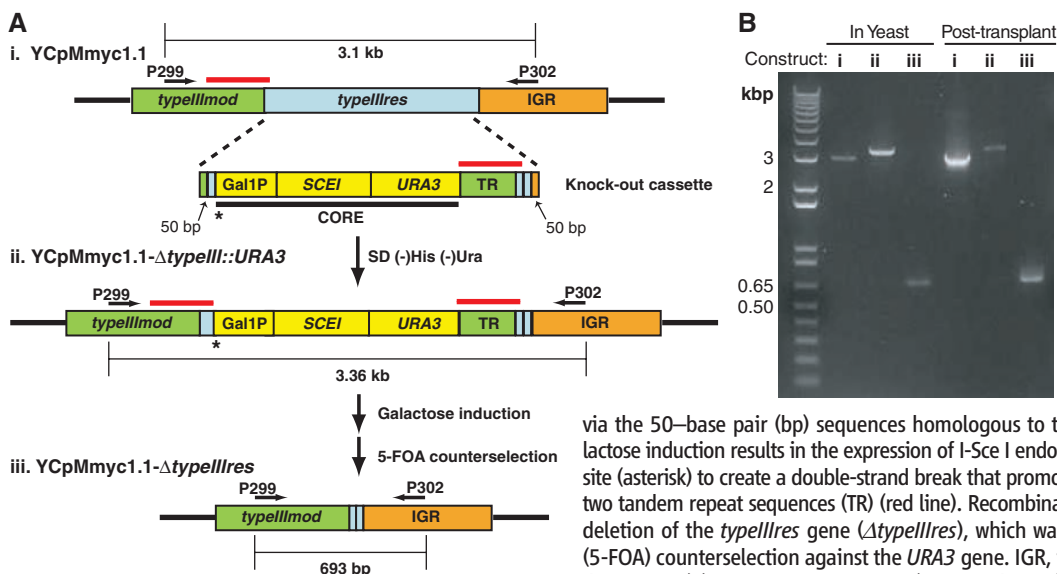 A
i. YCpMmyc1.1
3.1 kb
P299
P302
typeIIImod
typeIIIres
IGR
Gal1P
SCEI
URA3
TR
Knock-out cassette
50 bp
*
CORE
50 bp
ii. YCpMmyc1.1-ΔtypeIII::URA3
SD (-)His (-)Ura
P299
P302
typeIIImod
Gal1P
SCEI
URA3
TR
IGR
*
3.36 kb
Galactose induction
5-FOA counterselection
iii. YCpMmyc1.1-ΔtypeIIIres
P299
P302
typeIIImod
IGR
693 bp
B
In Yeast
Post-transplant
Construct: i ii iii i ii iii
kbp
3
2
0.65
0.50
via the 50–base pair (bp) sequences homologous to t
lactose induction results in the expression of I-Sce I endo
site (asterisk) to create a double-strand break that promo
two tandem repeat sequences (TR) (red line). Recombina
deletion of the typeIIIres gene (ΔtypeIIIres), which wa
(5-FOA) counterselection against the URA3 gene. IGR,